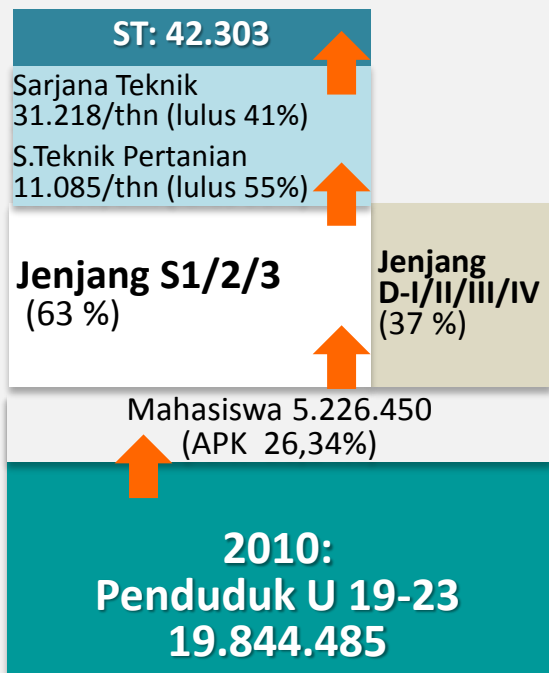 ST: 42.303
Sarjana Teknik
31.218/thn (lulus 41%)
S.Teknik Pertanian
11.085/thn (lulus 55%)
Jenjang S1/2/3
(63 %)
Jenjang
D-I/II/III/IV
(37 %)
Mahasiswa 5.226.450
(APK 26,34%)
2010:
Penduduk U 19-23
19.844.485